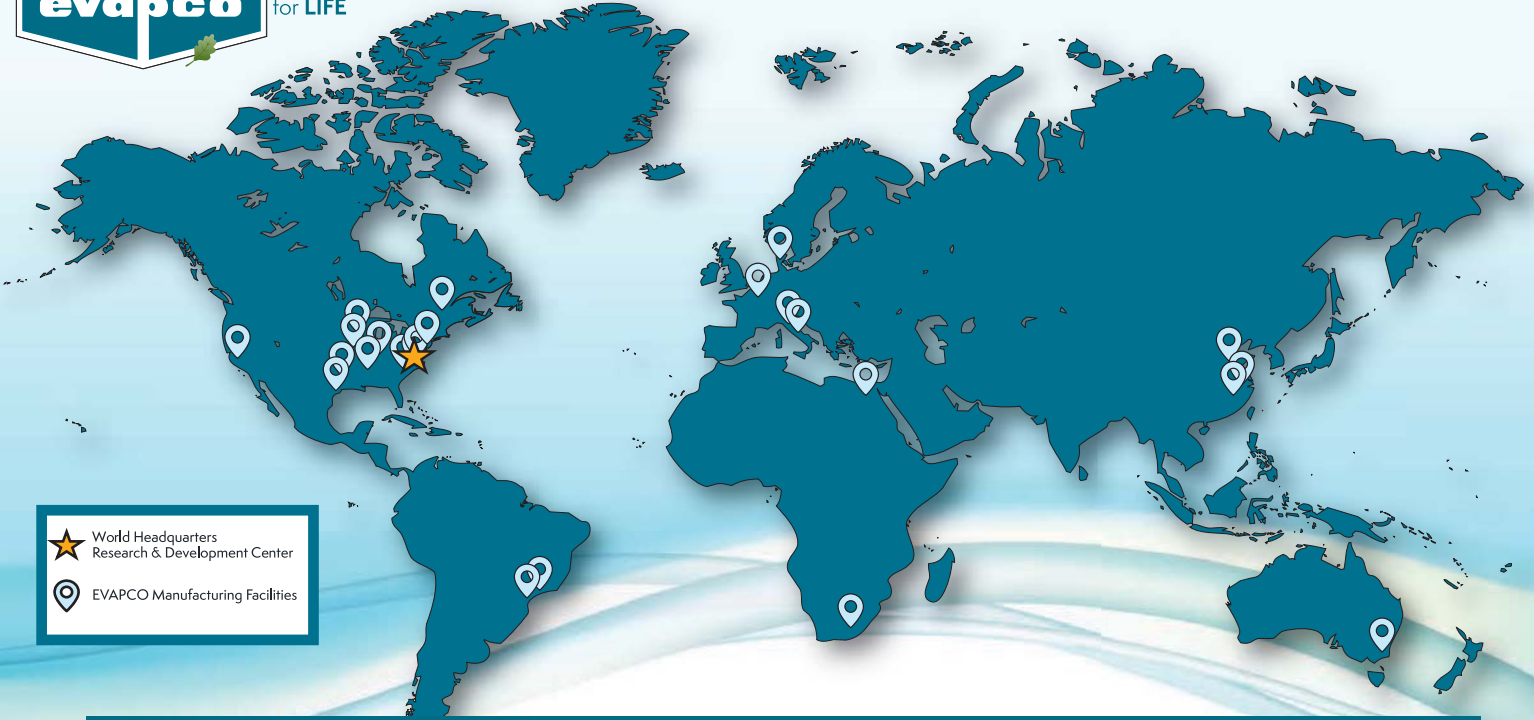 evapco
for LIFE
World Headquarters
Research & Development Center
EVAPCO Manufacturing Facilities